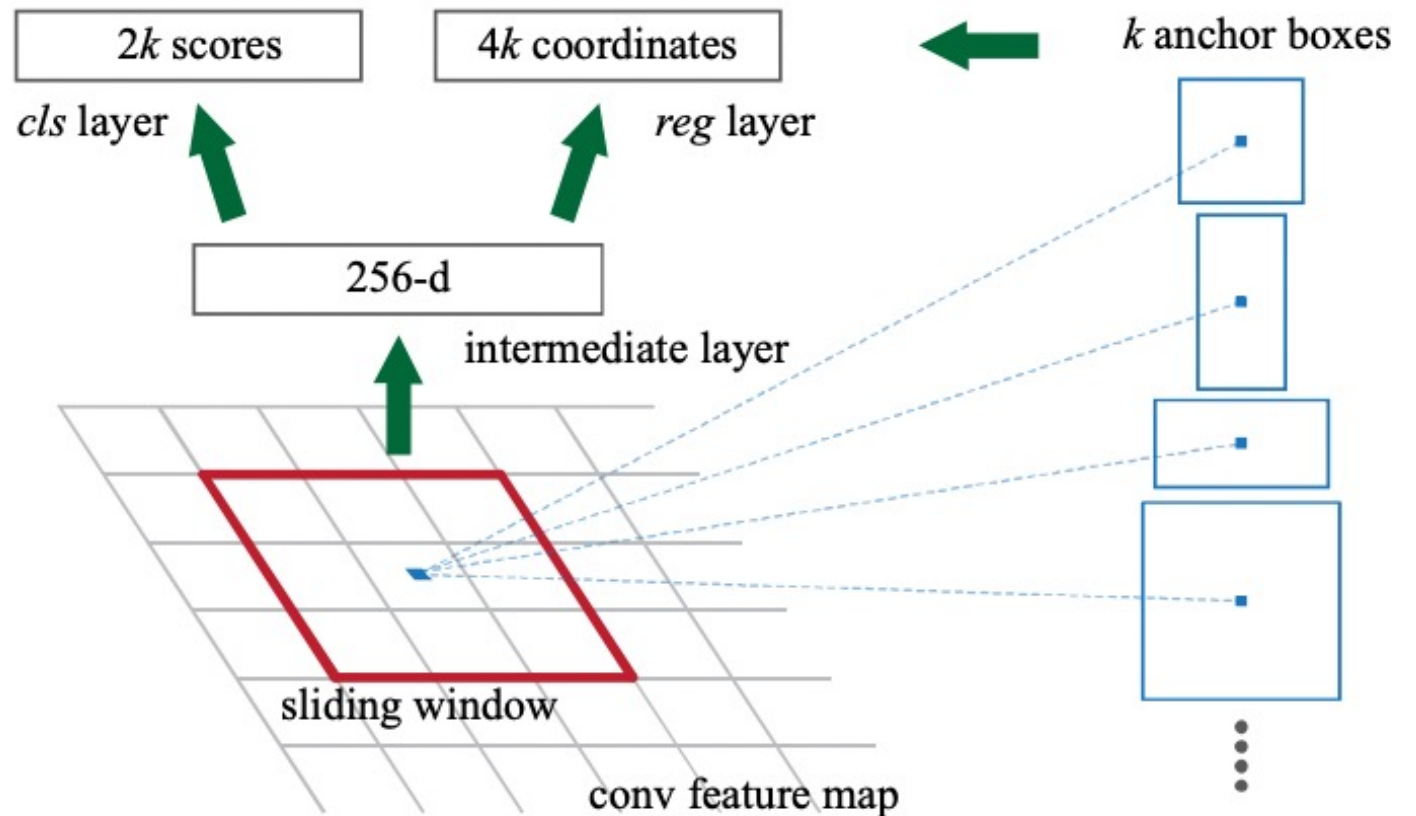 2k scores
4k coordinates
k anchor boxes
cls layer
reg layer
256-d
intermediate layer
sliding window
conv feature map